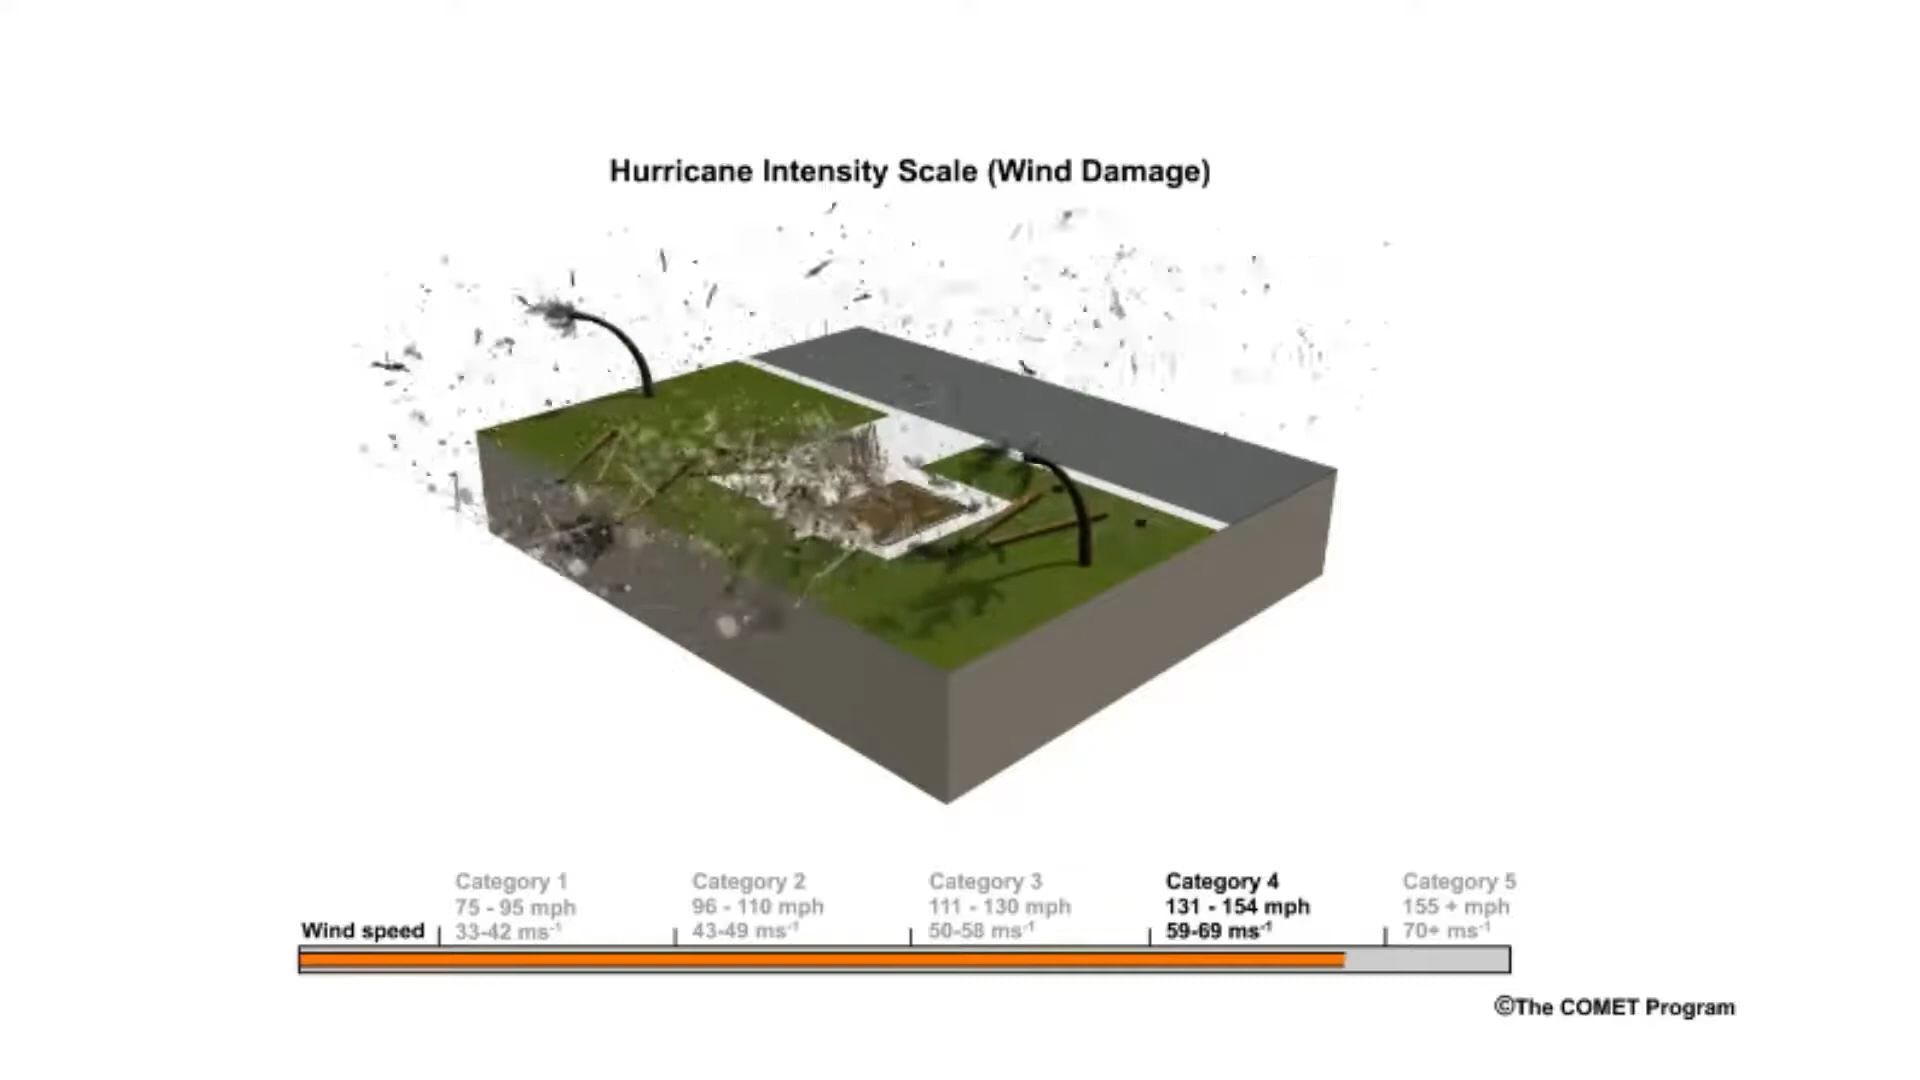 Hurricane Intensity Scale (Wind Damage)
Category 1
75 - 95 mph
33-42 ms⁻¹
Category 2
96 - 110 mph
43-49 ms⁻¹
Category 3
111 - 130 mph
50-58 ms⁻¹
Category 4
131 - 154 mph
59-69 ms⁻¹
Category 5
155 + mph
70+ ms⁻¹
Wind speed
©The COMET Program